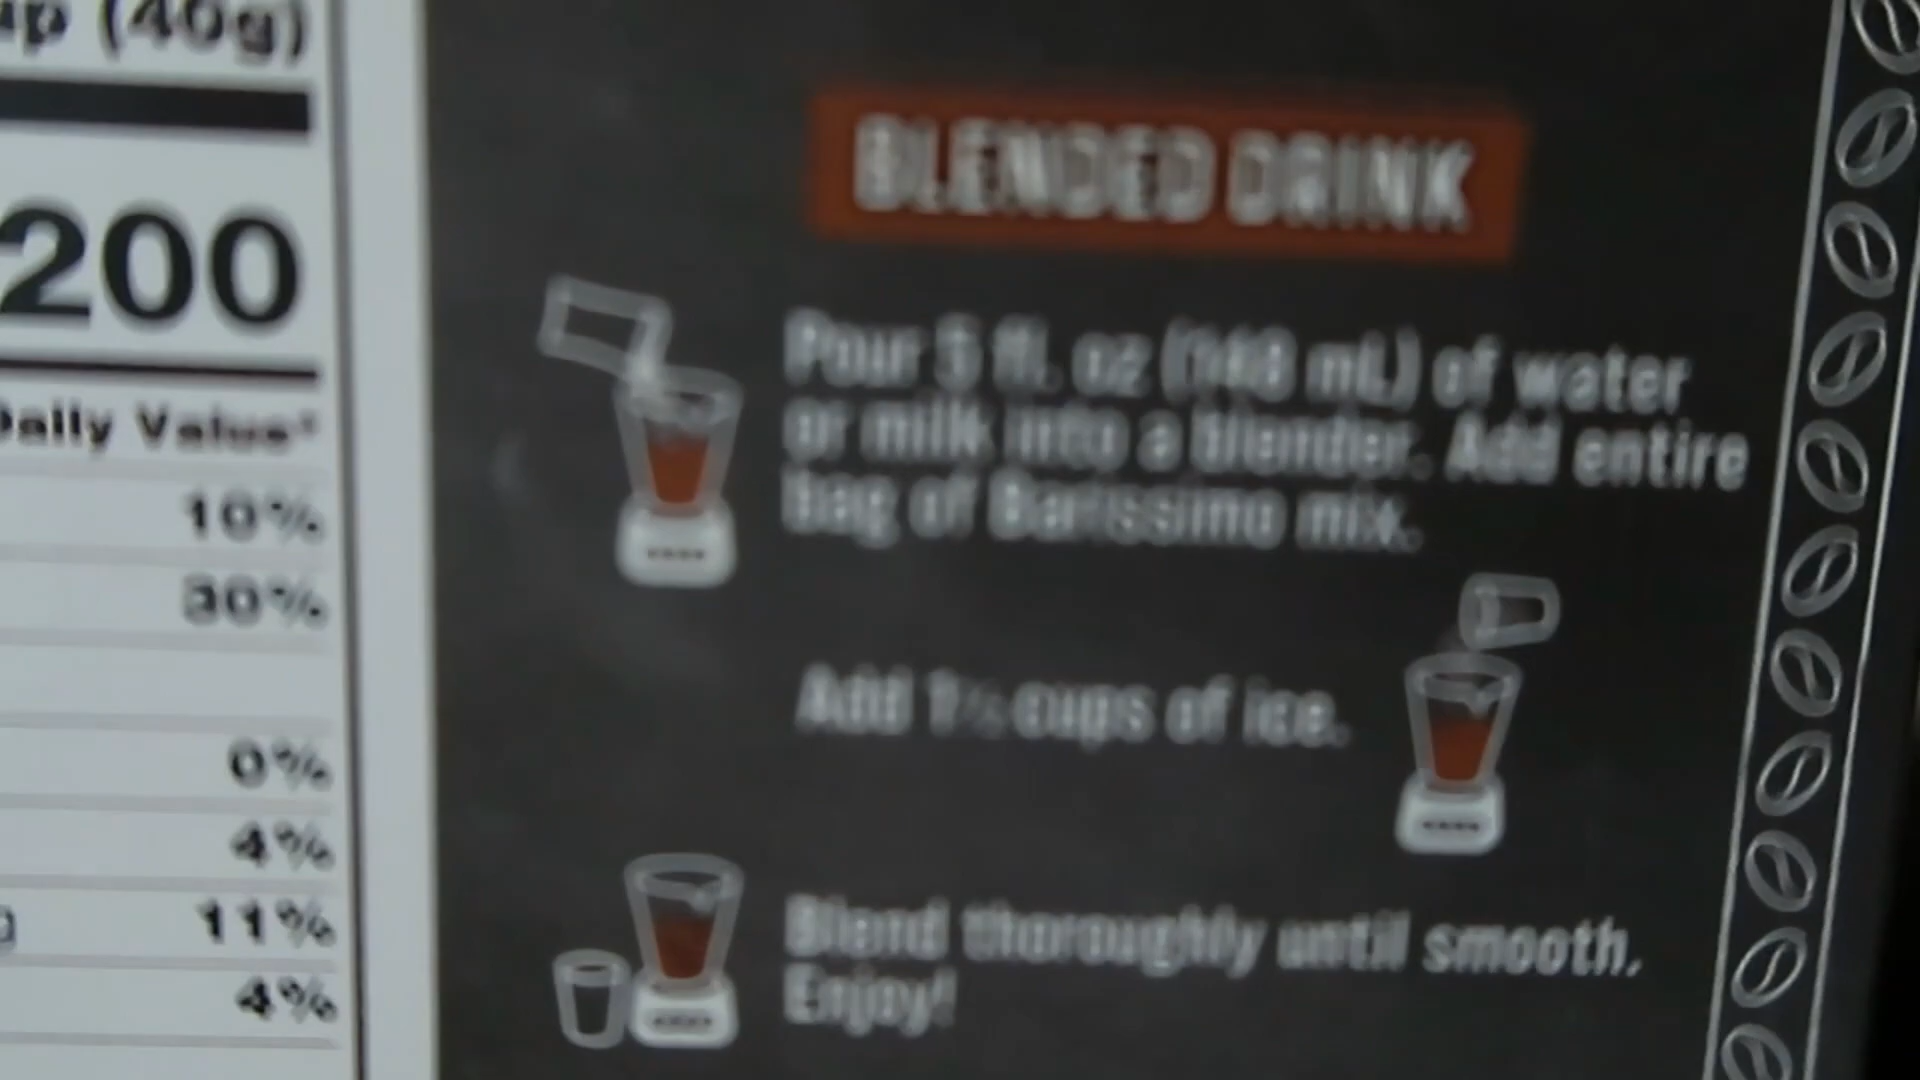 (40g)
200
Daily Value*
10%
30%
0%
4%
11%
4%
BLENDED DRINK
Pour 5 fl. oz (148 mL) of water
or milk into a blender. Add entire
bag of Barissimo mix.
Add cups of ice.
Blend thoroughly until smooth.
Enjoy!